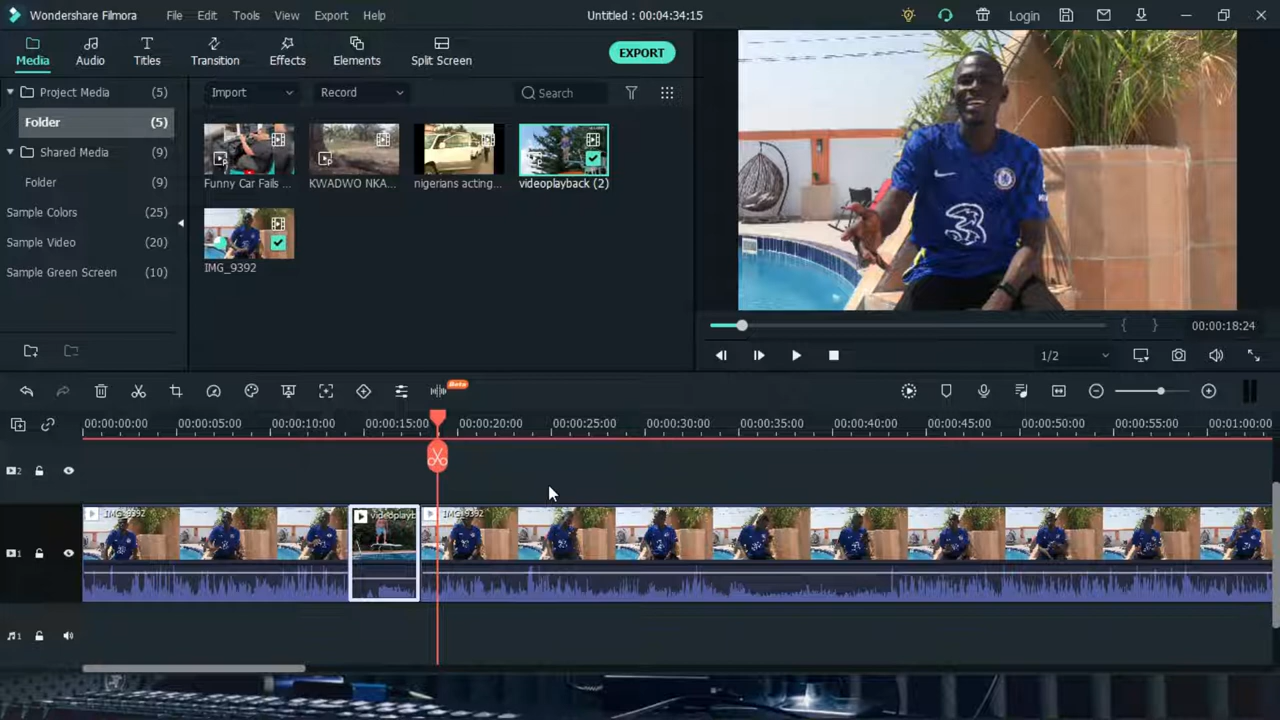 Wondershare Filmora File Edit Tools View Export Help Untitled : 00:04:34:15 Login
Media Audio Titles Transition Effects Elements Split Screen EXPORT
Project Media (5) Import Record Search
Folder (5)
Shared Media (9)
Folder (9)
Sample Colors (25)
Sample Video (20)
Sample Green Screen (10)
Funny Car Fails ... KWADWO NKA... nigerians acting... videoplayback (2)
IMG_9392
3
{ } 00:00:18:24
1/2
Beta
00:00:00:00 00:00:05:00 00:00:10:00 00:00:15:00 00:00:20:00 00:00:25:00 00:00:30:00 00:00:35:00 00:00:40:00 00:00:45:00 00:00:50:00 00:00:55:00 00:01:00:00
2
IMG_9392 videoplayb IMG_9392
1
1